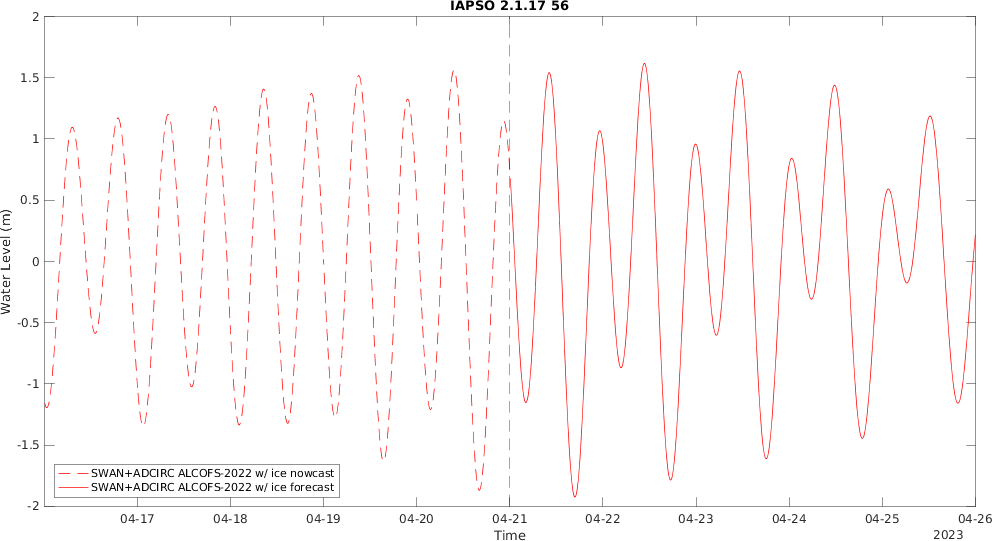 IAPSO 2.1.17 56
2
1.5
1
0.5
0
-0.5
-1
-1.5
-2
Water Level (m)
SWAN+ADCIRC ALCOFS-2022 w/ ice nowcast
SWAN+ADCIRC ALCOFS-2022 w/ ice forecast
04-17 04-18 04-19 04-20 04-21 04-22 04-23 04-24 04-25 04-26
Time
2023